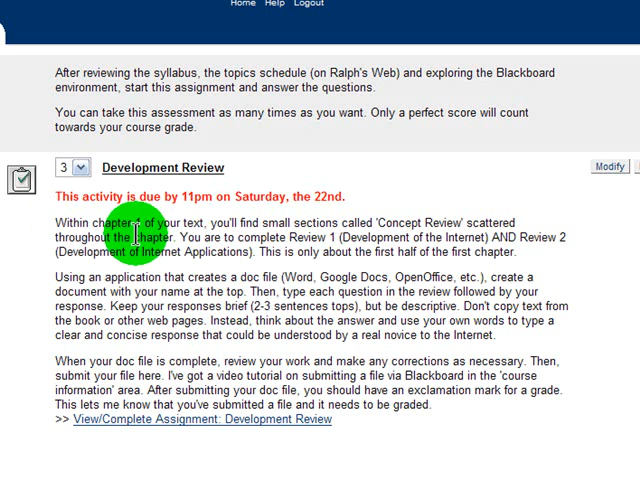 Home Help Logout
After reviewing the syllabus, the topics schedule (on Ralph's Web) and exploring the Blackboard
environment, start this assignment and answer the questions.
You can take this assessment as many times as you want. Only a perfect score will count
towards your course grade.
3 Development Review
Modify
This activity is due by 11pm on Saturday, the 22nd.
Within chapter 1 of your text, you'll find small sections called 'Concept Review' scattered
throughout the chapter. You are to complete Review 1 (Development of the Internet) AND Review 2
(Development of Internet Applications). This is only about the first half of the first chapter.
Using an application that creates a doc file (Word, Google Docs, OpenOffice, etc.), create a
document with your name at the top. Then, type each question in the review followed by your
response. Keep your responses brief (2-3 sentences tops), but be descriptive. Don't copy text from
the book or other web pages. Instead, think about the answer and use your own words to type a
clear and concise response that could be understood by a real novice to the Internet.
When your doc file is complete, review your work and make any corrections as necessary. Then,
submit your file here. I've got a video tutorial on submitting a file via Blackboard in the 'course
information' area. After submitting your doc file, you should have an exclamation mark for a grade.
This lets me know that you've submitted a file and it needs to be graded.
>> View/Complete Assignment: Development Review